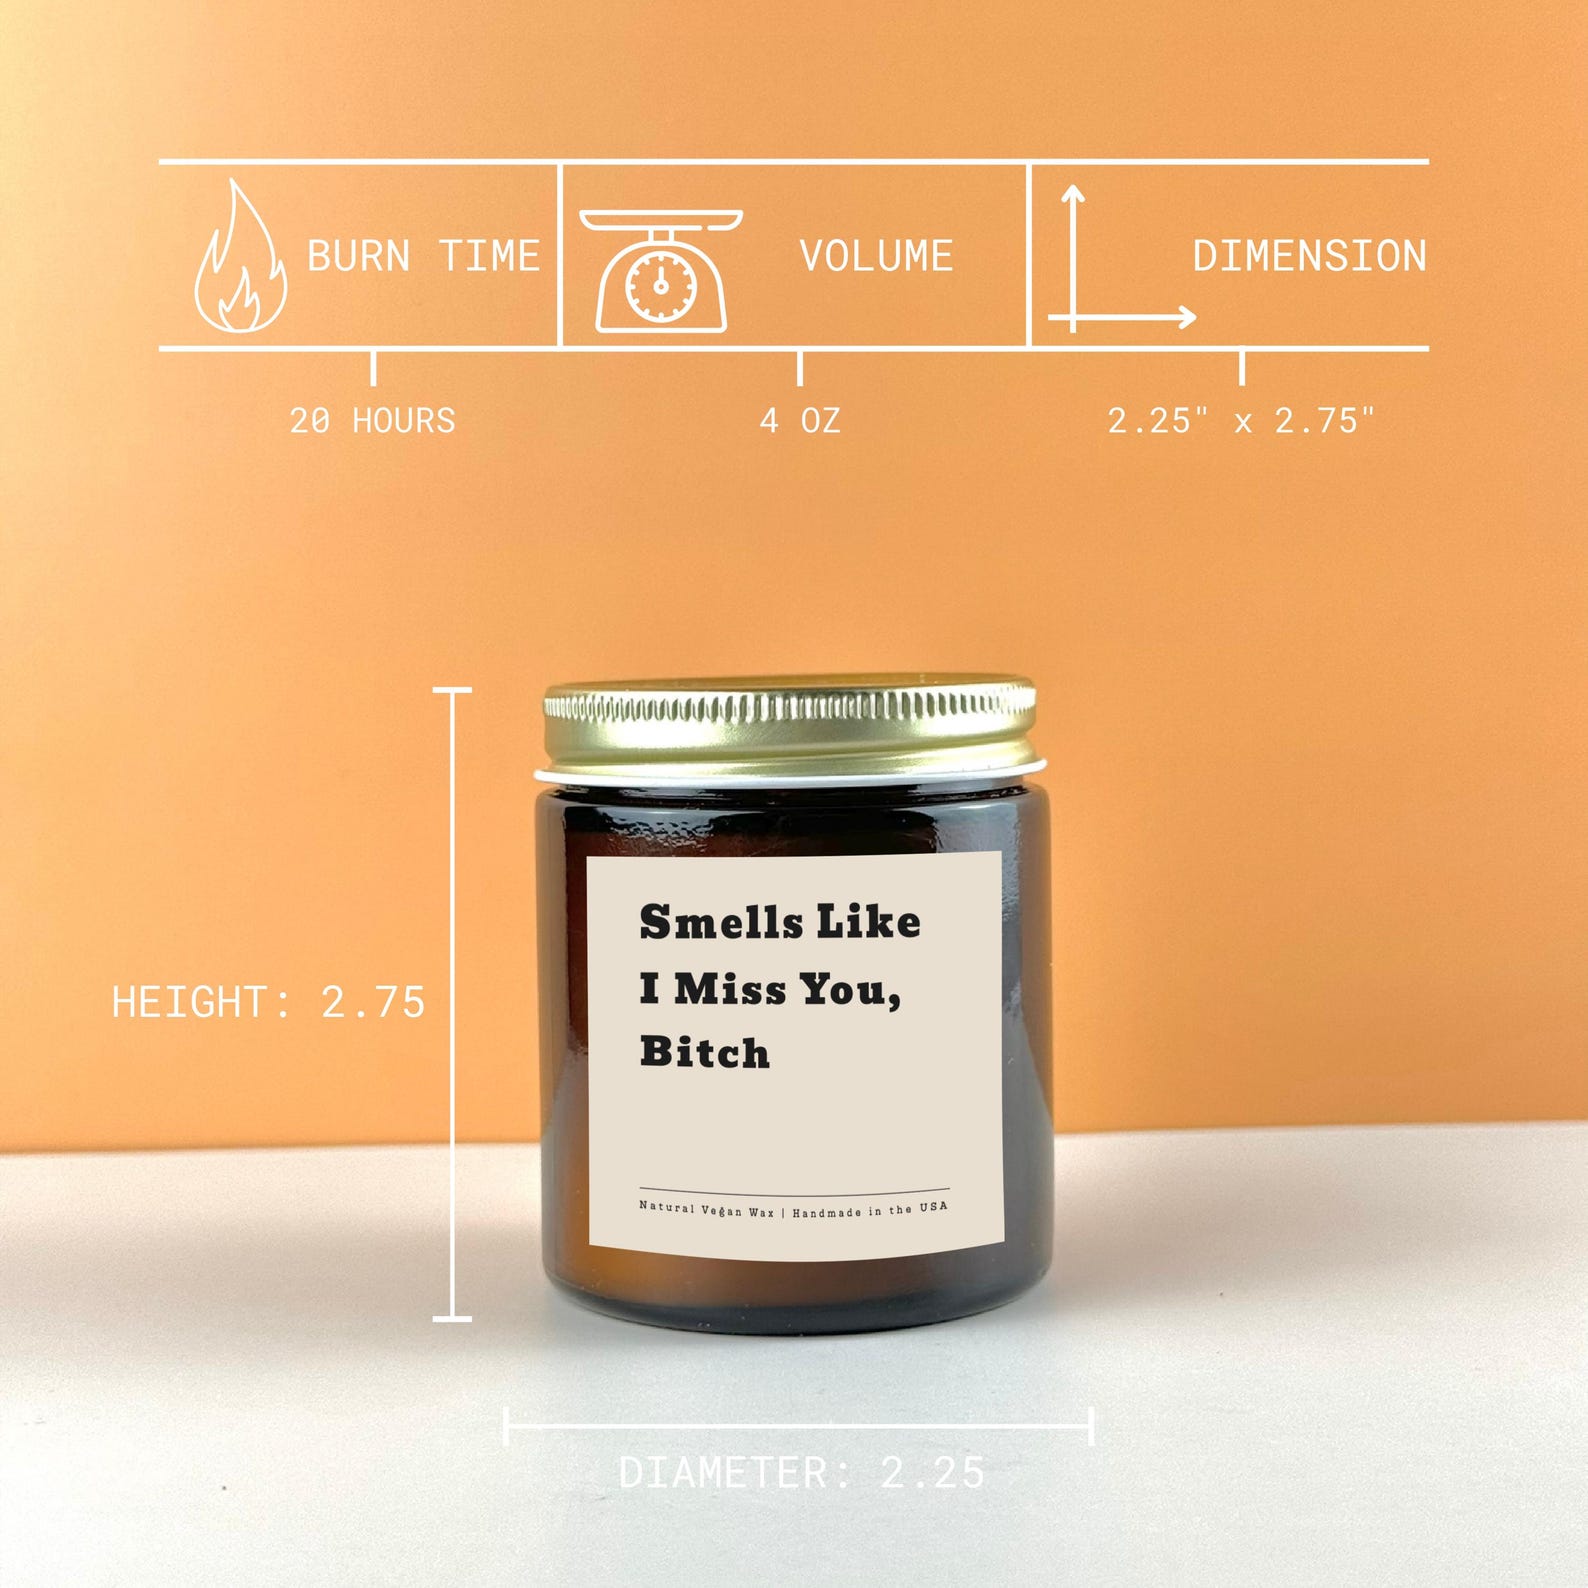 BURN TIME
VOLUME
DIMENSION
20 HOURS
4 OZ
2.25" x 2.75"
Smells Like
I Miss You,
Bitch
HEIGHT: 2.75
Natural Vegan Wax | Handmade in the USA
DIAMETER: 2.25